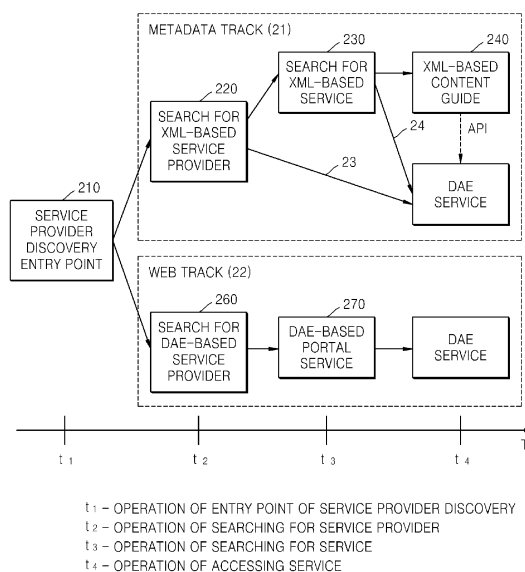 METADATA TRACK (21)
230
240
SEARCH FOR
XML-BASED
SERVICE
XML-BASED
CONTENT
GUIDE
220
SEARCH FOR
XML-BASED
SERVICE
PROVIDER
24
API
23
DAE
SERVICE
210
SERVICE
PROVIDER
DISCOVERY
ENTRY POINT
WEB TRACK (22)
260
270
SEARCH FOR
DAE-BASED
SERVICE
PROVIDER
DAE-BASED
PORTAL
SERVICE
DAE
SERVICE
T
t1
t2
t3
t4
t1 - OPERATION OF ENTRY POINT OF SERVICE PROVIDER DISCOVERY
t2 - OPERATION OF SEARCHING FOR SERVICE PROVIDER
t3 - OPERATION OF SEARCHING FOR SERVICE
t4 - OPERATION OF ACCESSING SERVICE